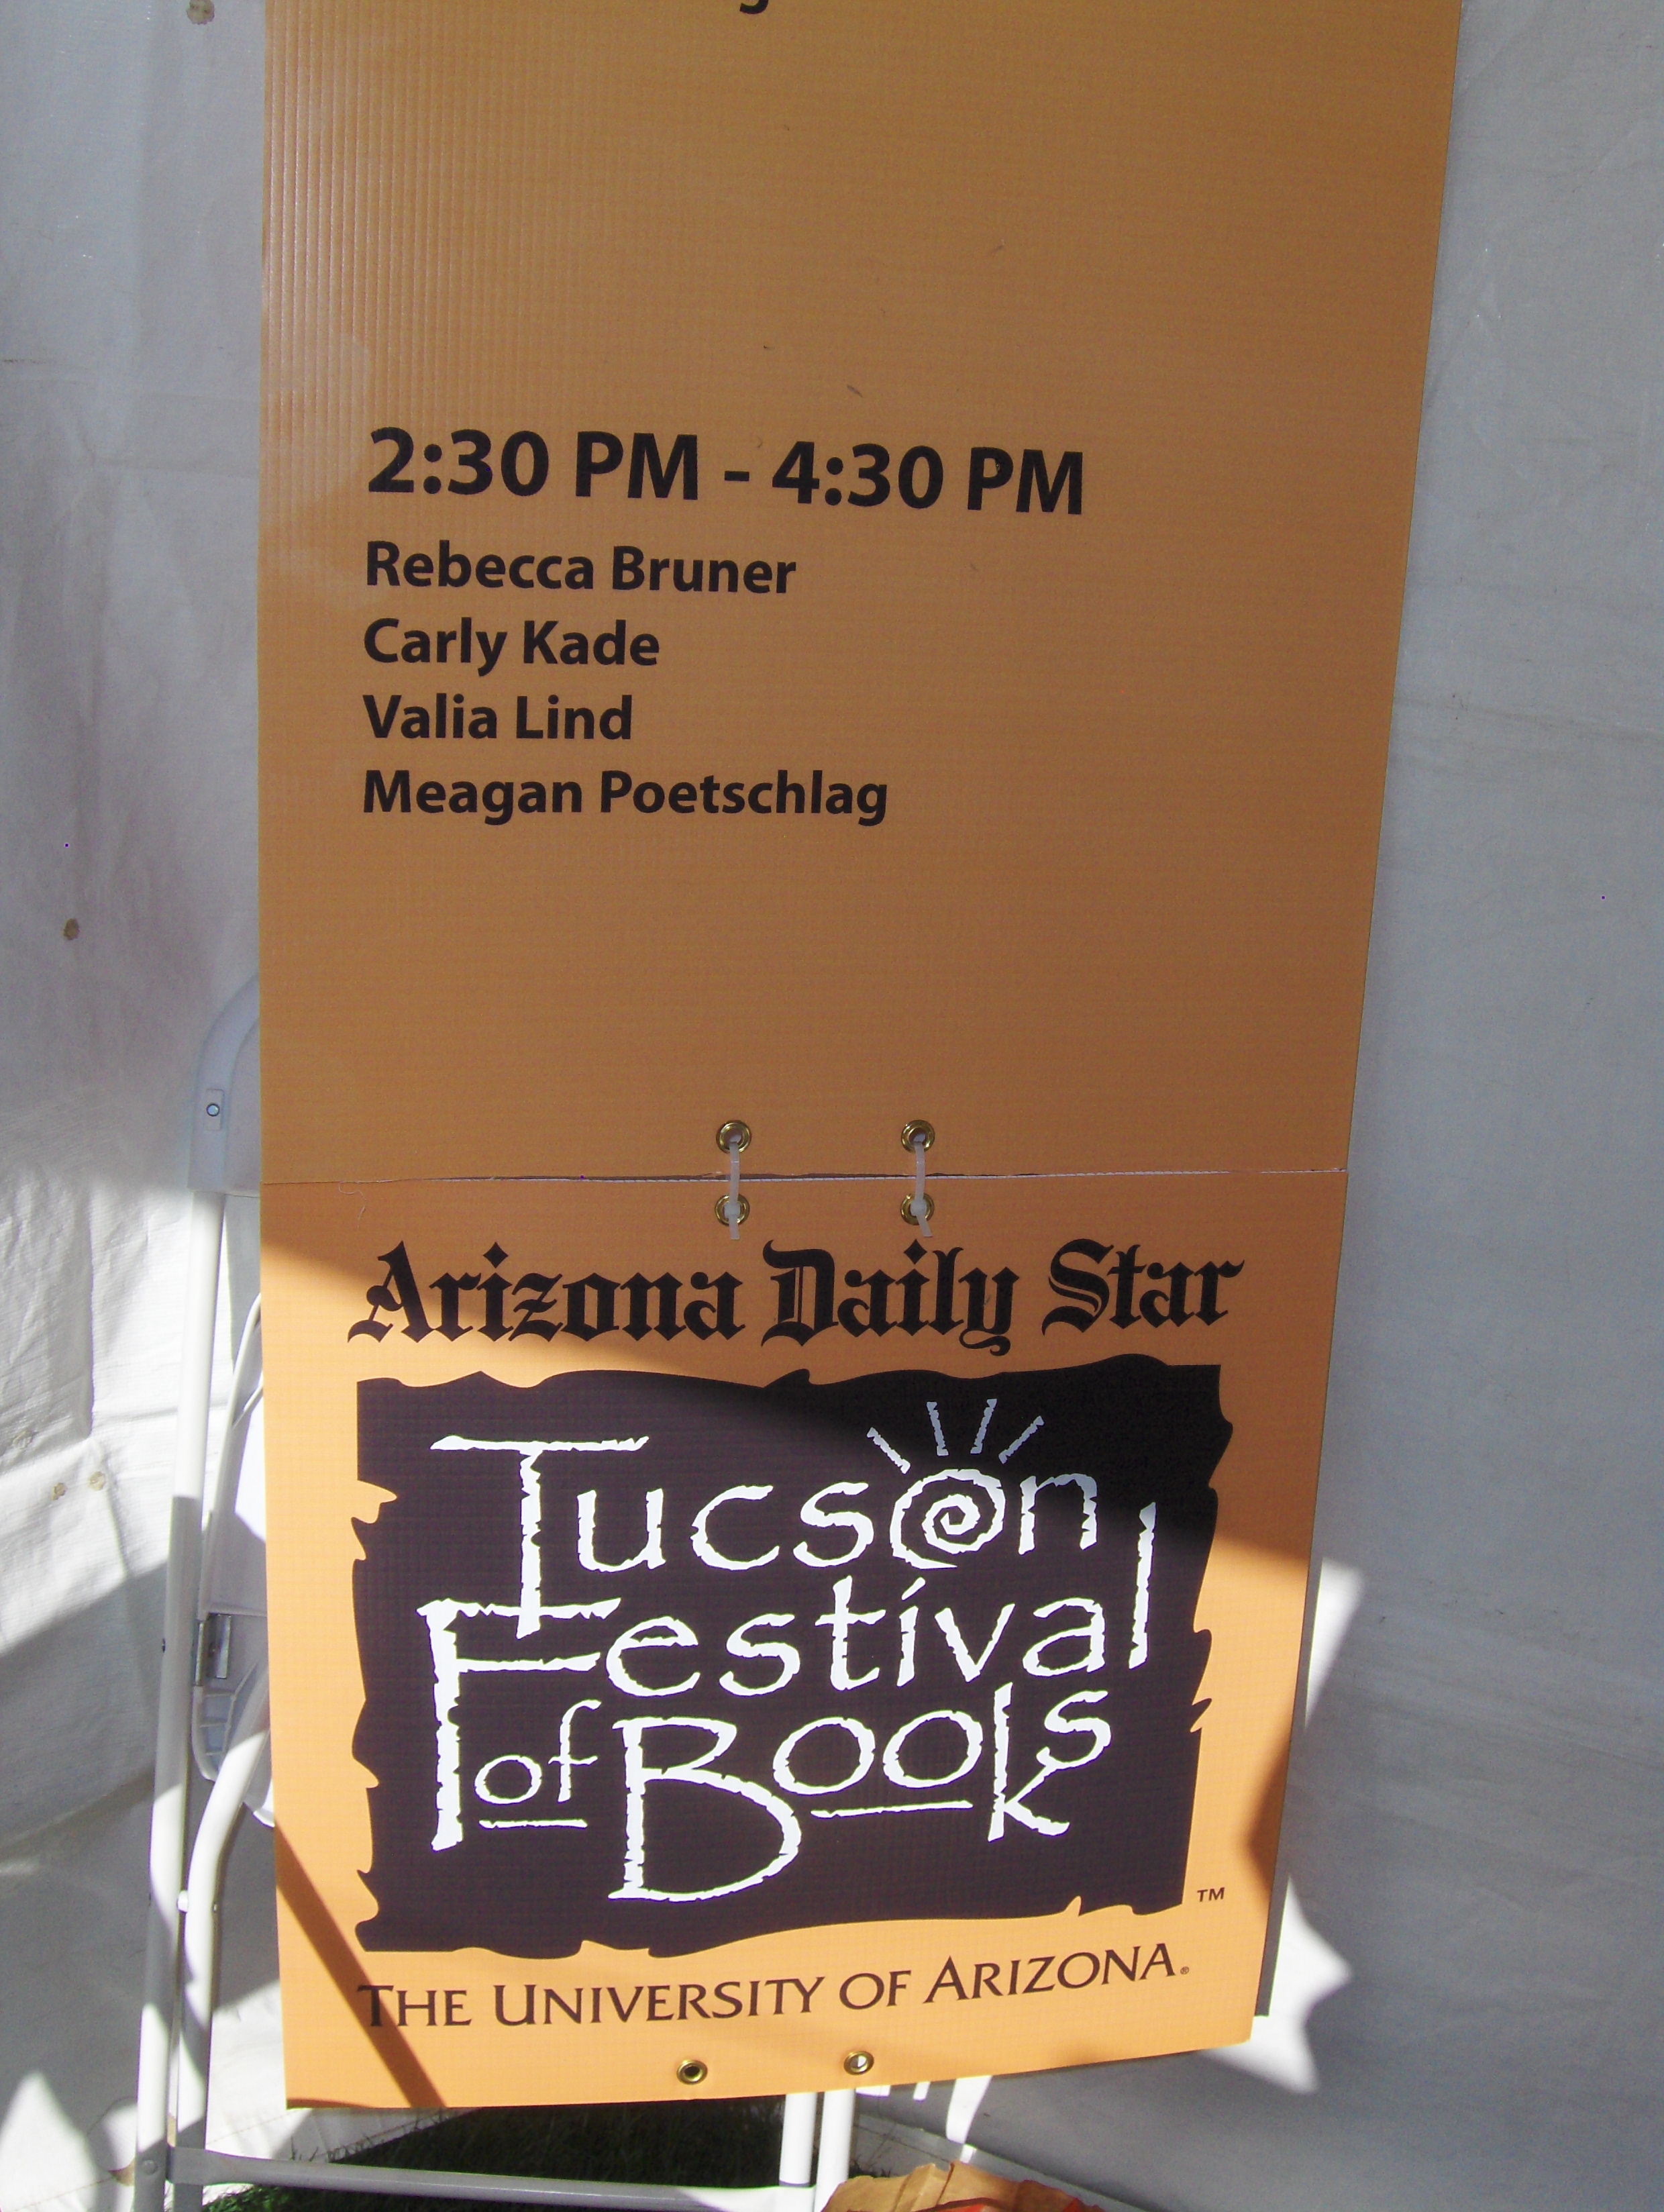 2:30 PM - 4:30 PM
Rebecca Bruner
Carly Kade
Valia Lind
Meagan Poetschlag
Arizona Daily Star
Tucson
Festival
of Books
TM
THE UNIVERSITY OF ARIZONA®